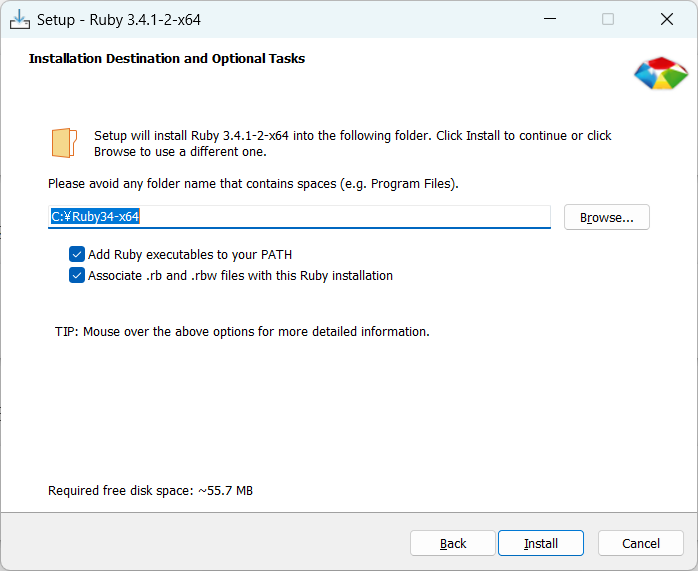 Setup - Ruby 3.4.1-2-x64
Installation Destination and Optional Tasks
Setup will install Ruby 3.4.1-2-x64 into the following folder. Click Install to continue or click
Browse to use a different one.
Please avoid any folder name that contains spaces (e.g. Program Files).
C:¥Ruby34-x64
Browse...
Add Ruby executables to your PATH
Associate .rb and .rbw files with this Ruby installation
TIP: Mouse over the above options for more detailed information.
Required free disk space: ~55.7 MB
Back
Install
Cancel